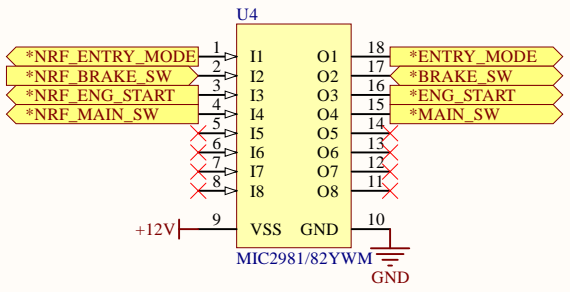 U4
*NRF_ENTRY_MODE 1 I1 O1 18 *ENTRY_MODE
*NRF_BRAKE_SW 2 I2 O2 17 *BRAKE_SW
*NRF_ENG_START 3 I3 O3 16 *ENG_START
*NRF_MAIN_SW 4 I4 O4 15 *MAIN_SW
5 I5 O5 14
6 I6 O6 13
7 I7 O7 12
8 I8 O8 11
+12V 9 VSS GND 10
MIC2981/82YWM
GND